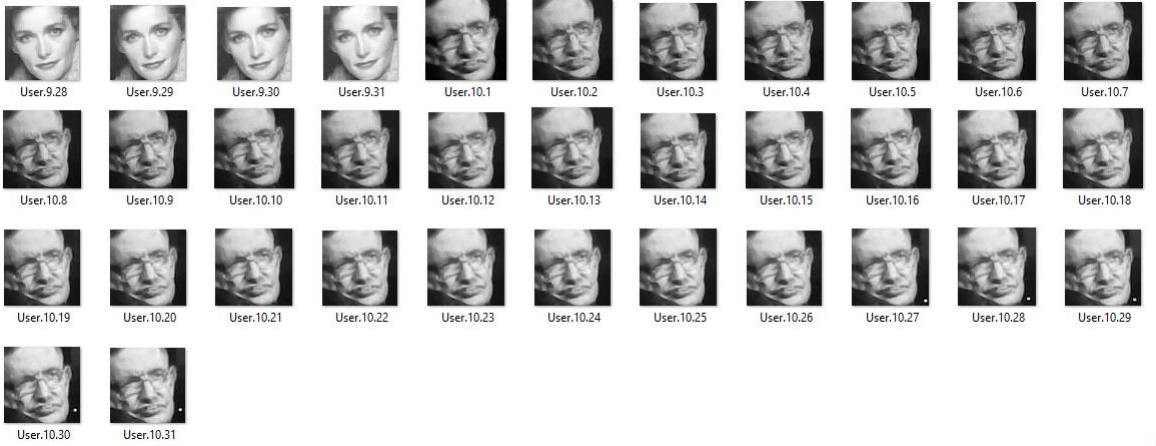 User.9.28 User.9.29 User.9.30 User.9.31 User.10.1 User.10.2 User.10.3 User.10.4 User.10.5 User.10.6 User.10.7
User.10.8 User.10.9 User.10.10 User.10.11 User.10.12 User.10.13 User.10.14 User.10.15 User.10.16 User.10.17 User.10.18
User.10.19 User.10.20 User.10.21 User.10.22 User.10.23 User.10.24 User.10.25 User.10.26 User.10.27 User.10.28 User.10.29
User.10.30 User.10.31